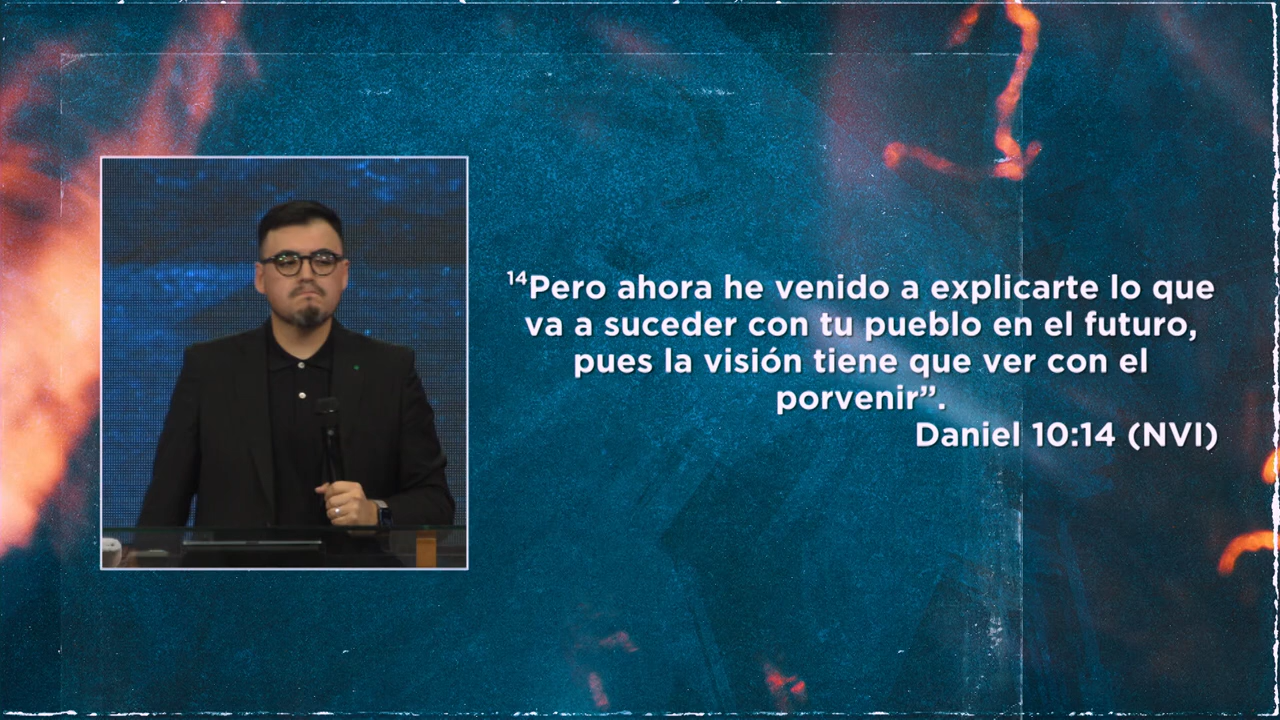 ¹⁴Pero ahora he venido a explicarte lo que
va a suceder con tu pueblo en el futuro,
pues la visión tiene que ver con el
porvenir”.
Daniel 10:14 (NVI)